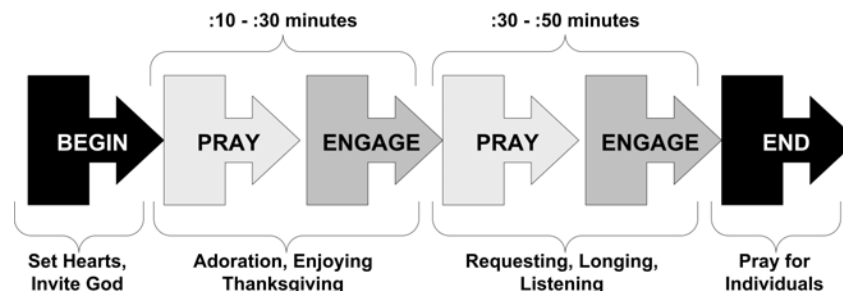 :10 - :30 minutes
:30 - :50 minutes
BEGIN
PRAY
ENGAGE
PRAY
ENGAGE
END
Set Hearts,
Invite God
Adoration, Enjoying
Thanksgiving
Requesting, Longing,
Listening
Pray for
Individuals